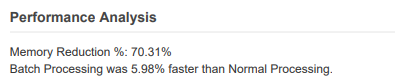 Performance Analysis
Memory Reduction %: 70.31%
Batch Processing was 5.98% faster than Normal Processing.